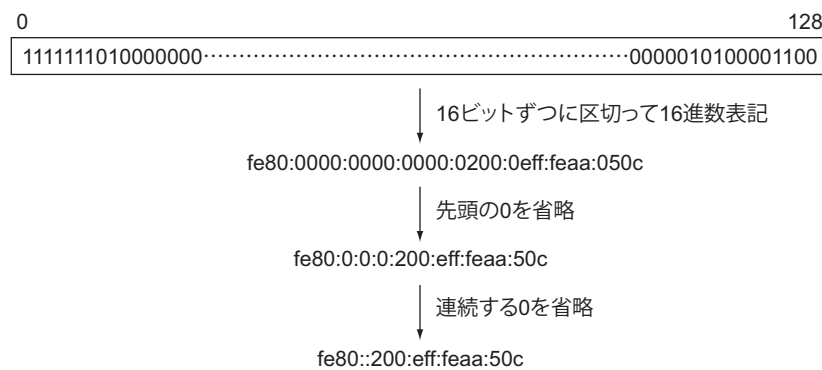 0 128
1111111010000000……………………………………………………0000010100001100
16ビットずつに区切って16進数表記
fe80:0000:0000:0000:0200:0eff:feaa:050c
先頭の0を省略
fe80:0:0:0:200:eff:feaa:50c
連続する0を省略
fe80::200:eff:feaa:50c